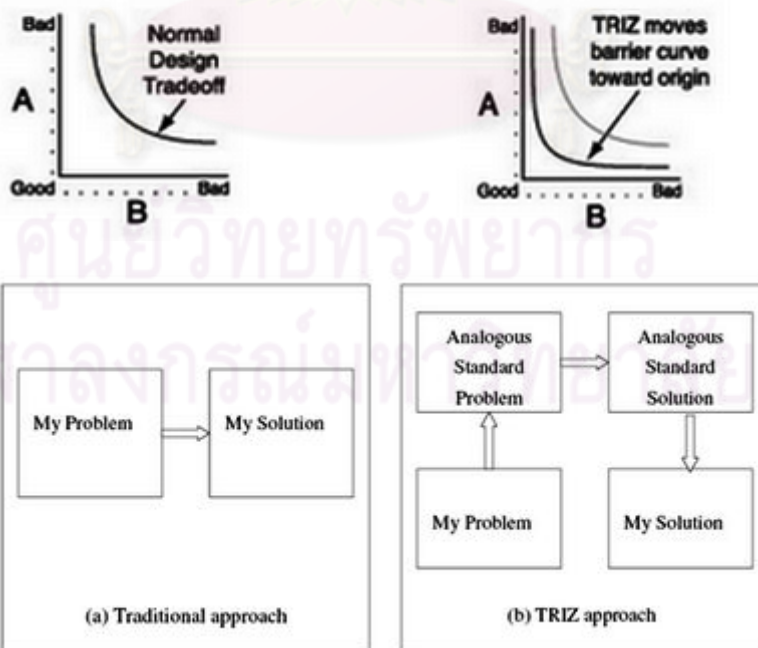 Bad
Normal
Design
Tradeoff
A
Good
Bad
B
Bad
TRIZ moves
barrier curve
toward origin
A
Good
Bad
B
ศูนย์วิทยทรัพยากร
จุฬาลงกรณ์มหาวิทยาลัย
My Problem
My Solution
(a) Traditional approach
Analogous
Standard
Problem
Analogous
Standard
Solution
My Problem
My Solution
(b) TRIZ approach